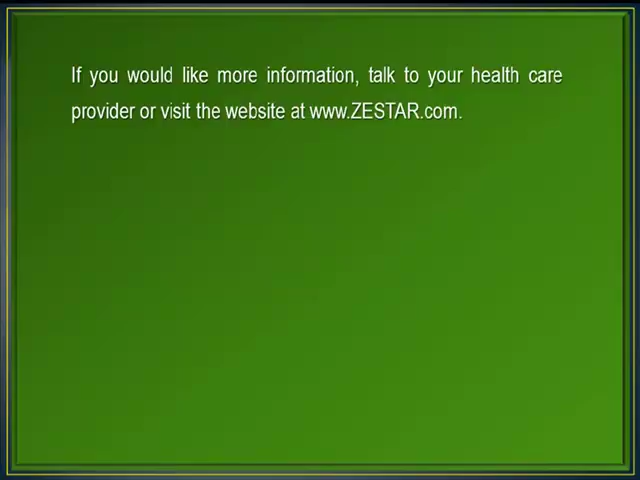 If you would like more information, talk to your health care
provider or visit the website at www.ZESTAR.com.